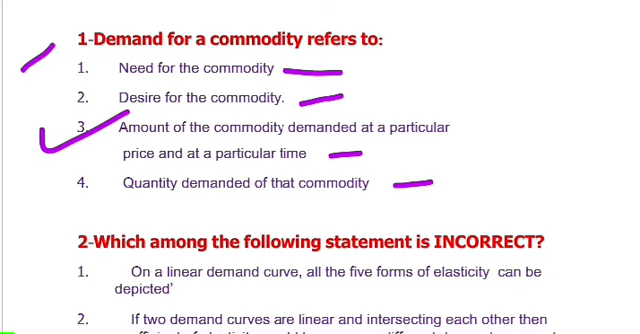 1-Demand for a commodity refers to:
1. Need for the commodity
2. Desire for the commodity.
3. Amount of the commodity demanded at a particular
price and at a particular time
4. Quantity demanded of that commodity
2-Which among the following statement is INCORRECT?
1. On a linear demand curve, all the five forms of elasticity can be
depicted'
2. If two demand curves are linear and intersecting each other then